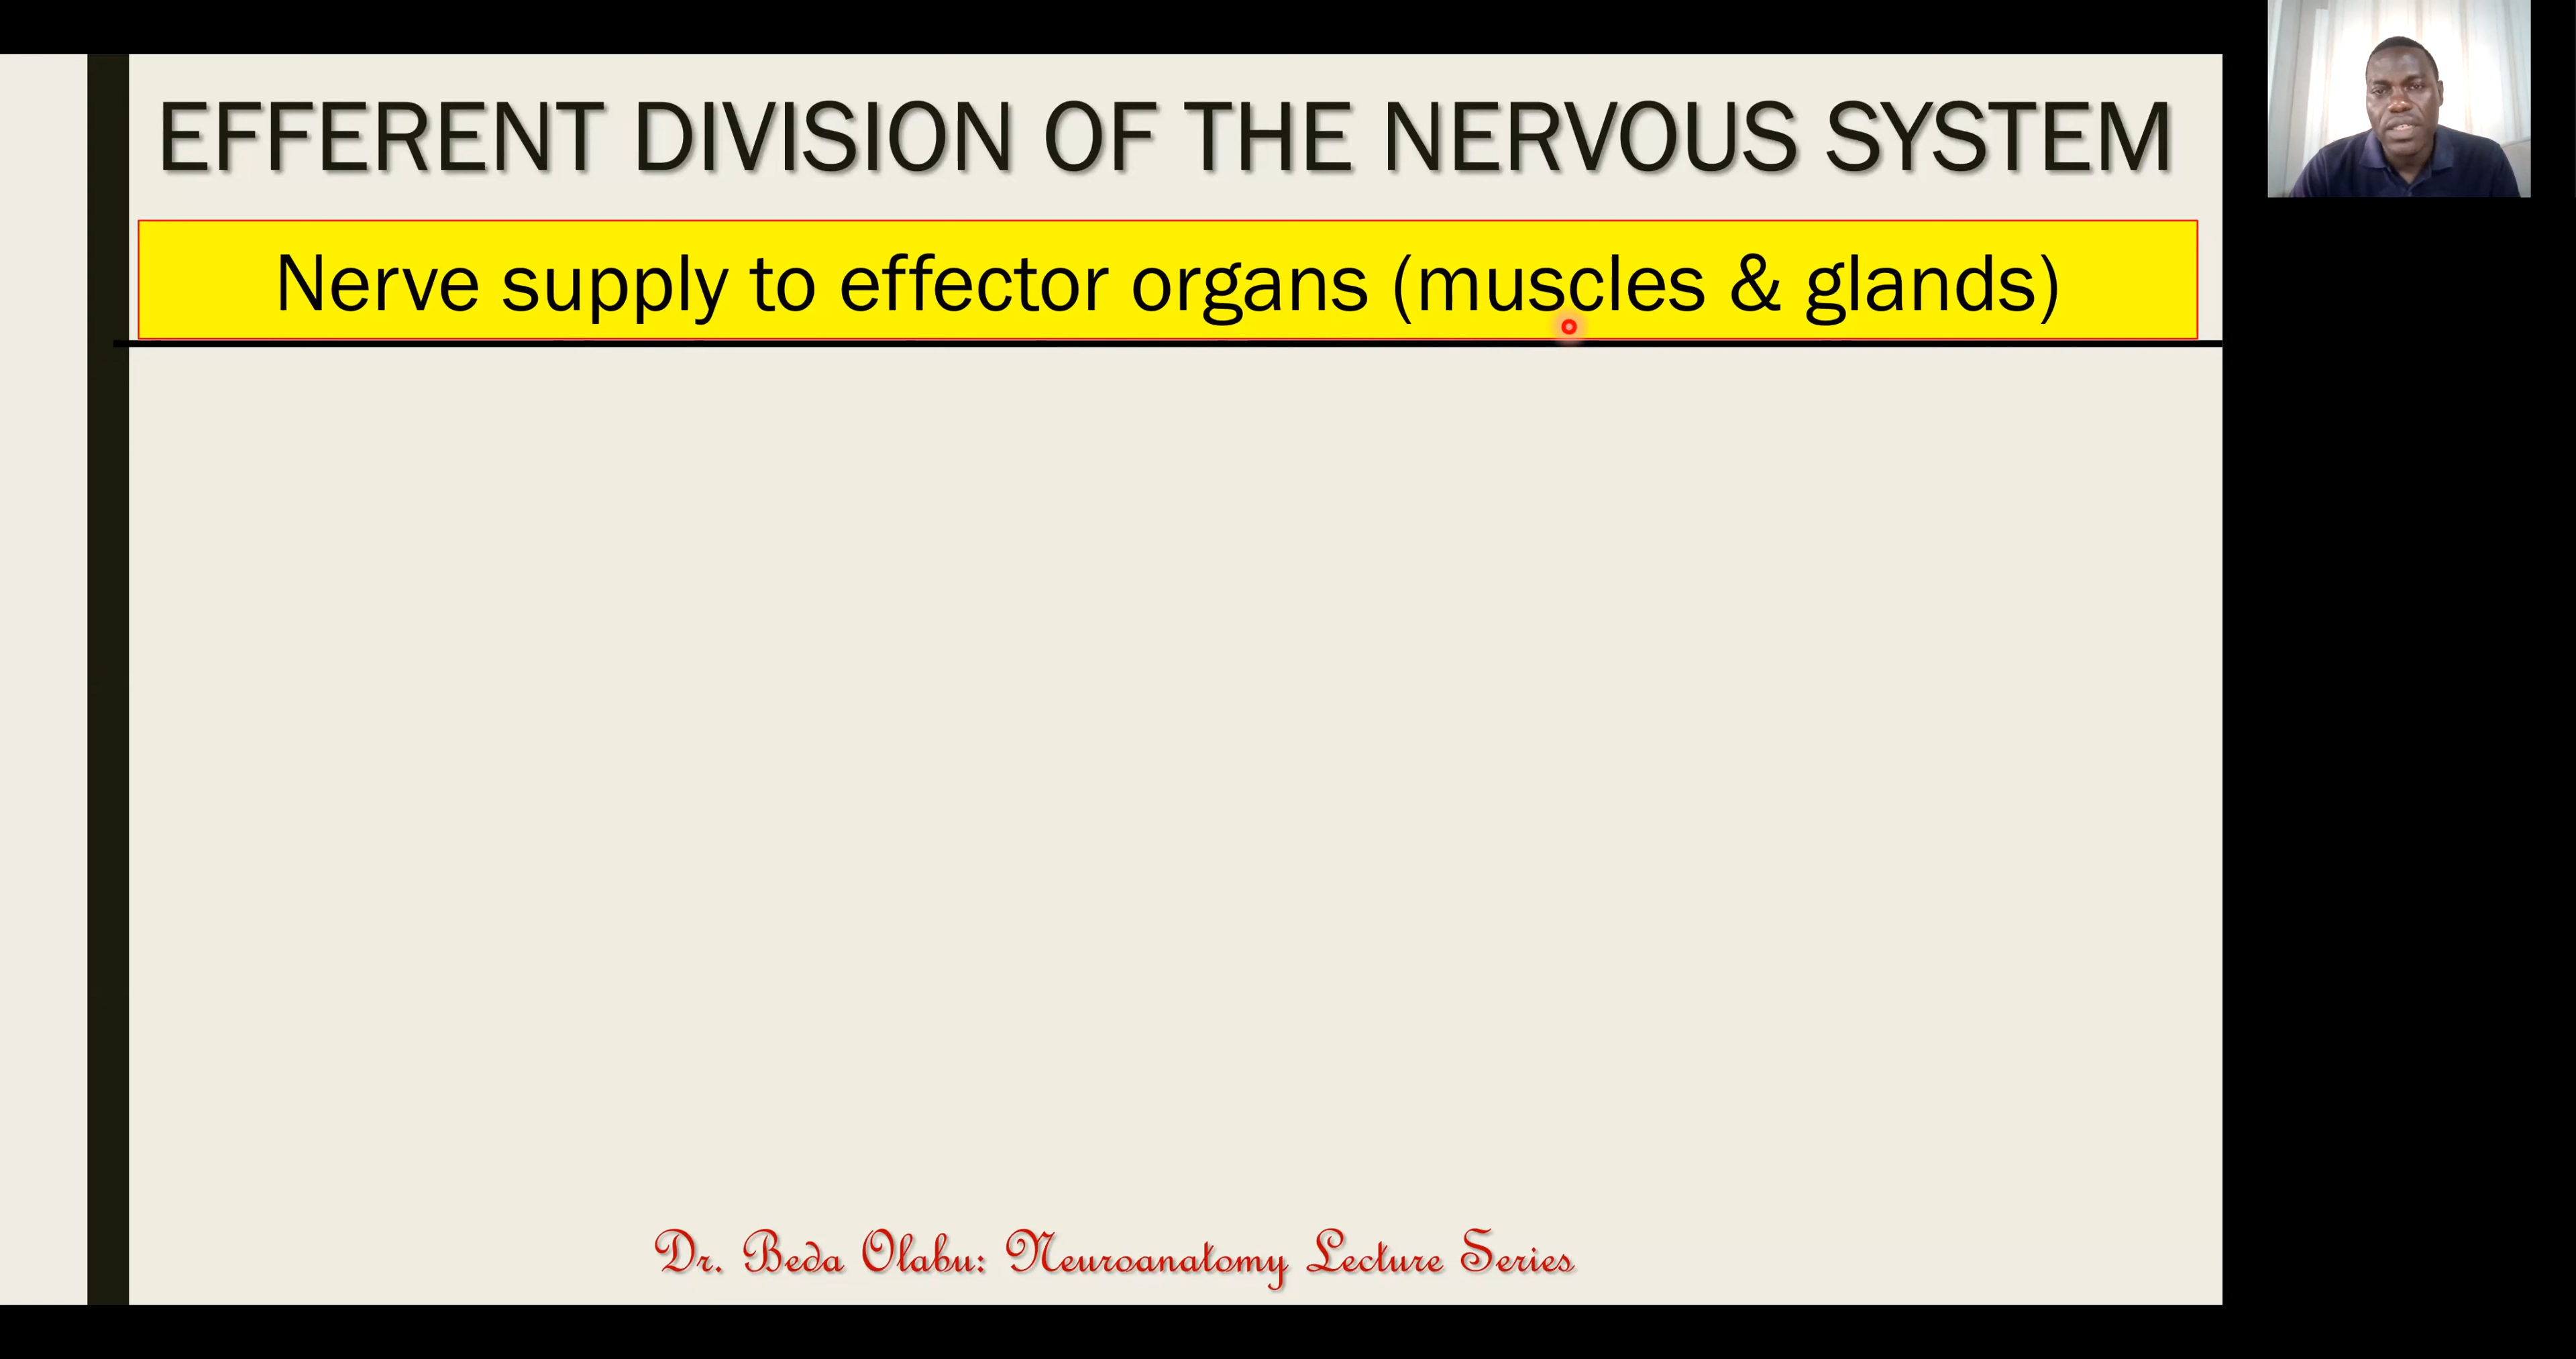 EFFERENT DIVISION OF THE NERVOUS SYSTEM
Nerve supply to effector organs (muscles & glands)
Dr. Beda Olabu: Neuroanatomy Lecture Series